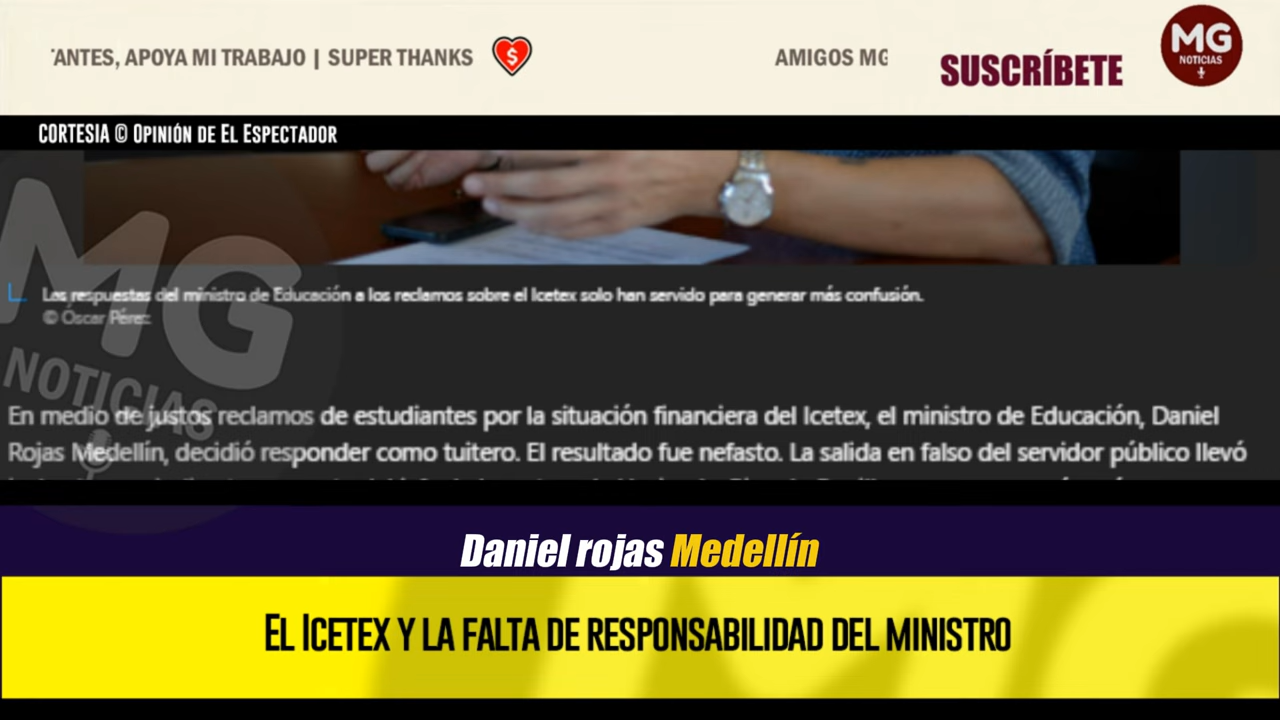 TANTES, APOYA MI TRABAJO | SUPER THANKS
AMIGOS MG
SUSCRÍBETE
MG
NOTICIAS
CORTESIA © OPINIÓN DE EL ESPECTADOR
MG
NOTICIAS
Las respuestas del ministro de Educación a los reclamos sobre el Icetex solo han servido para generar más confusión.
© Óscar Pérez
En medio de justos reclamos de estudiantes por la situación financiera del Icetex, el ministro de Educación, Daniel
Rojas Medellín, decidió responder como tuitero. El resultado fue nefasto. La salida en falso del servidor público llevó
Daniel rojas Medellín
EL ICETEX Y LA FALTA DE RESPONSABILIDAD DEL MINISTRO